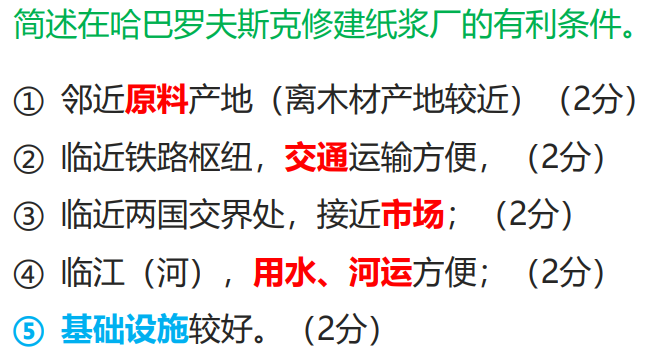 简述在哈巴罗夫斯克修建纸浆厂的有利条件。
① 邻近原料产地（离木材产地较近）（2分）
② 临近铁路枢纽，交通运输方便，（2分）
③ 临近两国交界处，接近市场；（2分）
④ 临江（河），用水、河运方便；（2分）
⑤ 基础设施较好。（2分）